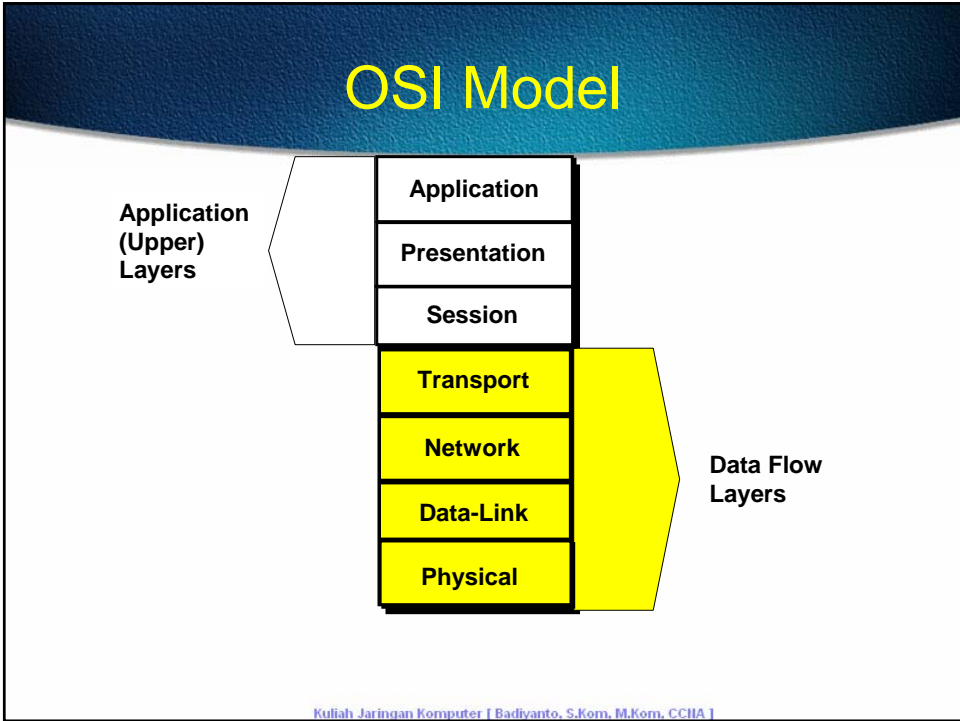 OSI Model
Application
(Upper)
Layers
Application
Presentation
Session
Transport
Network
Data-Link
Physical
Data Flow
Layers
Kuliah Jaringan Komputer [ Badiyanto, S.Kom, M.Kom, CCNA ]